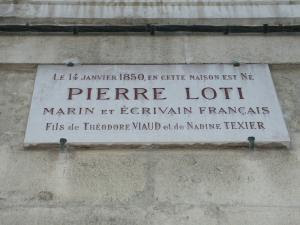 LE 14 JANVIER 1850, EN CETTE MAISON EST NÉ
PIERRE LOTI
MARIN ET ÉCRIVAIN FRANÇAIS
FILS DE THÉODORE VIAUD ET DE NADINE TEXIER